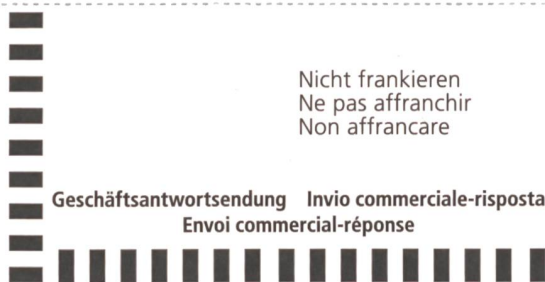 Nicht frankieren
Ne pas affranchir
Non affrancare
Geschäftsantwortsendung Invio commerciale-risposta
Envoi commercial-réponse